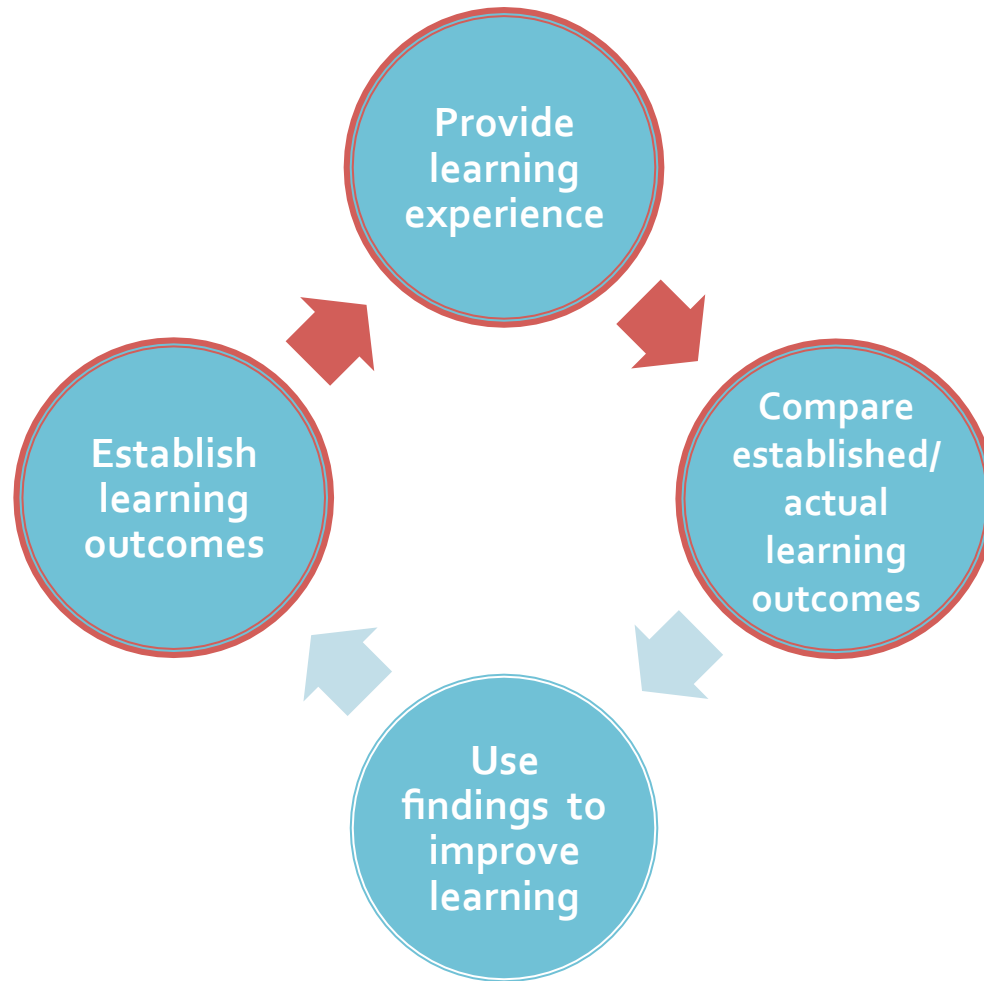 Provide
learning
experience
Compare
established/
actual
learning
outcomes
Use
findings to
improve
learning
Establish
learning
outcomes